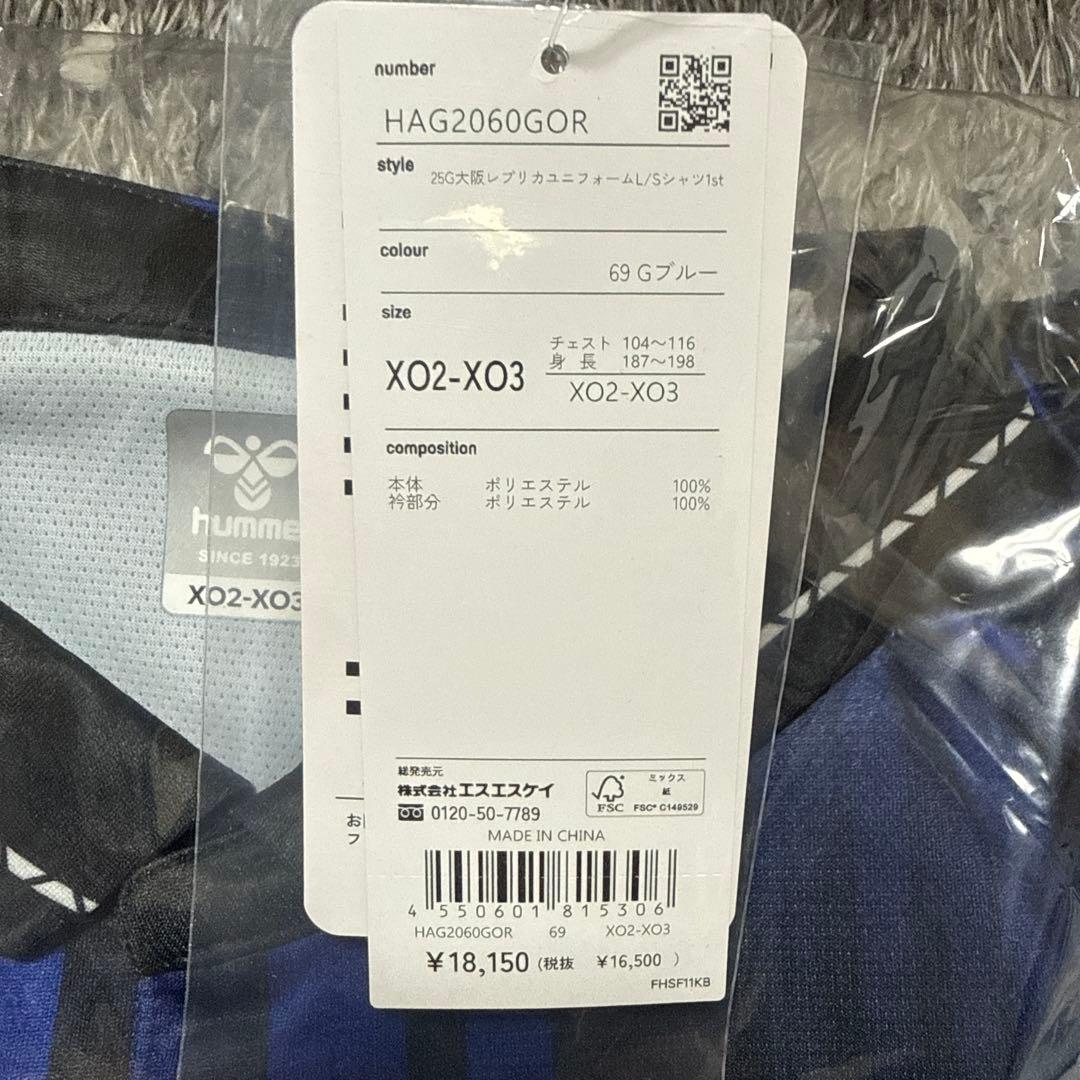 number
HAG2060GOR
style
25G大阪レプリカユニフォームL/Sシャツ1st
colour
69 Gブルー
size
XO2-XO3
チェスト 104〜116
身 長 187〜198
XO2-XO3
composition
本体 ポリエステル 100%
衿部分 ポリエステル 100%
humme
SINCE 1923
XO2-XO3
総発売元
株式会社エスエスケイ
0120-50-7789
ミックス
紙
FSC
FSC® C149529
MADE IN CHINA
4 550601 815306
HAG2060GOR 69 XO2-XO3
¥18,150 (税抜 ¥16,500 )
FHSF11KB
お
フ